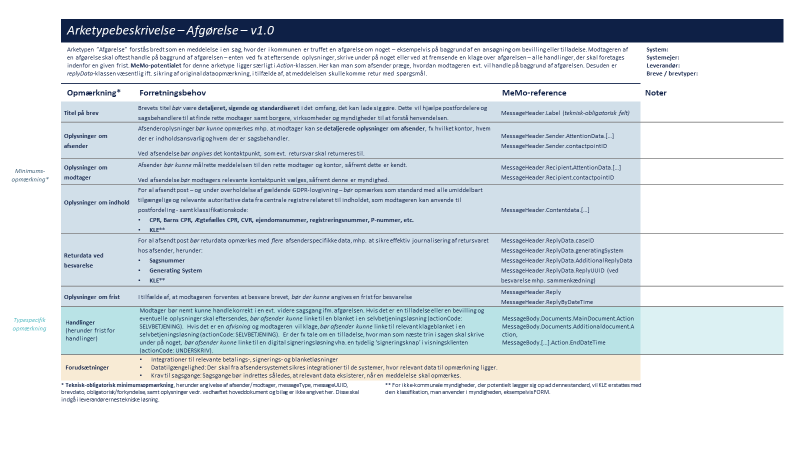 Arketypebeskrivelse – Afgørelse – v1.0
Arketypen "Afgørelse" forstås bredt som en meddelelse i en sag, hvor der i kommunen er truffet en afgørelse om noget – eksempelvis på baggrund af en ansøgning om bevilling eller tilladelse. Modtageren af
en afgørelse skal oftest handle på baggrund af afgørelsen – enten ved fx at eftersende oplysninger, skrive under på noget eller ved at fremsende en klage over afgørelsen – alle handlinger, der skal foretages
indenfor en given frist. MeMo-potentialet for denne arketype ligger særligt i Action-klassen. Her kan man som afsender præge, hvordan modtageren evt. vil handle på baggrund af afgørelsen. Desuden er
replyData-klassen væsentlig ift. sikring af original dataopmærkning, i tilfælde af, at meddelelsen skulle komme retur med spørgsmål.
System:
Systemejer:
Leverandør:
Breve / brevtyper:
Opmærkning* Forretningsbehov MeMo-reference Noter
Titel på brev
Brevets titel bør være detaljeret, sigende og standardiseret i det omfang, det kan lade sig gøre. Dette vil hjælpe postfordelere og
sagsbehandlere til at finde rette modtager samt borgere, virksomheder og myndigheder til at forstå henvendelsen.
MessageHeader.Label (teknisk-obligatorisk felt)
Oplysninger om
afsender
Afsenderoplysninger bør kunne opmærkes mhp. at modtager kan se detaljerede oplysninger om afsender, fx hvilket kontor, hvem
der er indholdsansvarlig og hvem der er sagsbehandler.
Ved afsendelse bør angives det kontaktpunkt, som evt. retursvar skal returneres til.
MessageHeader.Sender.AttentionData.[...]
MessageHeader.Sender.contactpointID
Minimums-
opmærkning*
Oplysninger om
modtager
Afsender bør kunne målrette meddelelsen til den rette modtager og kontor, såfremt dette er kendt.
Ved afsendelse bør modtagers relevante kontaktpunkt vælges, såfremt denne er myndighed.
MessageHeader.Recipient.AttentionData.[...]
MessageHeader.Recipient.contactpointID
Oplysninger om indhold
For al afsendt post – og under overholdelse af gældende GDPR-lovgivning – bør opmærkes som standard med alle umiddelbart
tilgængelige og relevante autoritative data fra centrale registre relateret til indholdet, som modtageren kan anvende til
postfordeling - samt klassifikationskode:
• CPR, Børns CPR, Ægtefælles CPR, CVR, ejendomsnummer, registreringsnummer, P-nummer, etc.
• KLE**
MessageHeader.Contentdata.[...]
Returdata ved
besvarelse
For al afsendt post bør returdata opmærkes med flere afsenderspecifikke data, mhp. at sikre effektiv journalisering af retursvaret
hos afsender, herunder:
• Sagsnummer
• Generating System
• KLE**
MessageHeader.ReplyData.caseID
MessageHeader.ReplyData.generatingSystem
MessageHeader.ReplyData.AdditionalReplyData
MessageHeader.ReplyData.ReplyUUID (ved
besvarelse mhp. sammenkædning)
Oplysninger om frist
I tilfælde af, at modtageren forventes at besvare brevet, bør der kunne angives en frist for besvarelse
MessageHeader.Reply
MessageHeader.ReplyByDateTime
Typespecifik
opmærkning
Handlinger
(herunder frist for
handlinger)
Modtager bør nemt kunne handle korrekt i en evt. videre sagsgang ifm. afgørelsen. Hvis det er en tilladelse eller en bevilling og
eventuelle oplysninger skal eftersendes, bør afsender kunne linke til en blanket i en selvbetjeningsløsning (actionCode:
SELVBETJENING). Hvis det er en afvisning og modtageren vil klage, bør afsender kunne linke til relevant klageblanket i en
selvbetjeningsløsning (actionCode: SELVBETJENING). Er der fx tale om en tilladelse, hvor man som næste trin i sagen skal skrive
under på noget, bør afsender kunne linke til en digital signeringsløsning vha. en tydelig 'signeringsknap' i visningsklienten
(actionCode: UNDERSKRIV).
MessageBody.Documents.MainDocument.Action
MessageBody.Documents.Additionaldocument.A
ction,
MessageBody.[...].Action.EndDateTime
Forudsætninger
• Integrationer til relevante betalings-, signerings- og blanketløsninger
• Datatilgængelighed: Der skal fra afsendersystemet sikres integrationer til de systemer, hvor relevant data til opmærkning ligger.
• Krav til sagsgange: Sagsgange bør indrettes således, at relevant data eksisterer, når en meddelelse skal opmærkes.
* Teknisk-obligatorisk minimumsopmærkning, herunder angivelse af afsender/modtager, messageType, messageUUID,
brevdato, obligatorisk/forkyndelse, samt oplysninger vedr. vedhæftet hoveddokument og bilag er ikke angivet her. Disse skal
indgå i leverandørernes tekniske løsning.
** For ikke-kommunale myndigheder, der potentielt lægger sig op ad denne standard, vil KLE erstattes med
den klassifikation, man anvender i myndigheden, eksempelvis FORM.